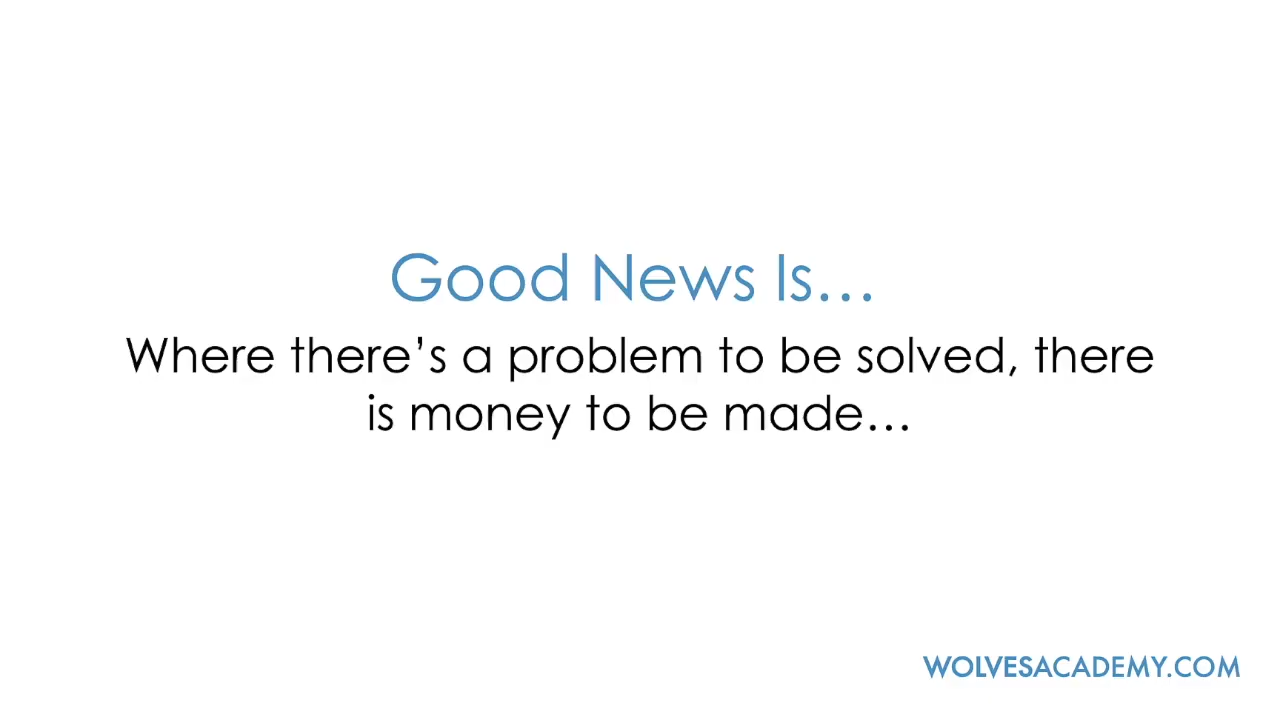 Good News Is…
Where there’s a problem to be solved, there
is money to be made…
WOLVESACADEMY.COM